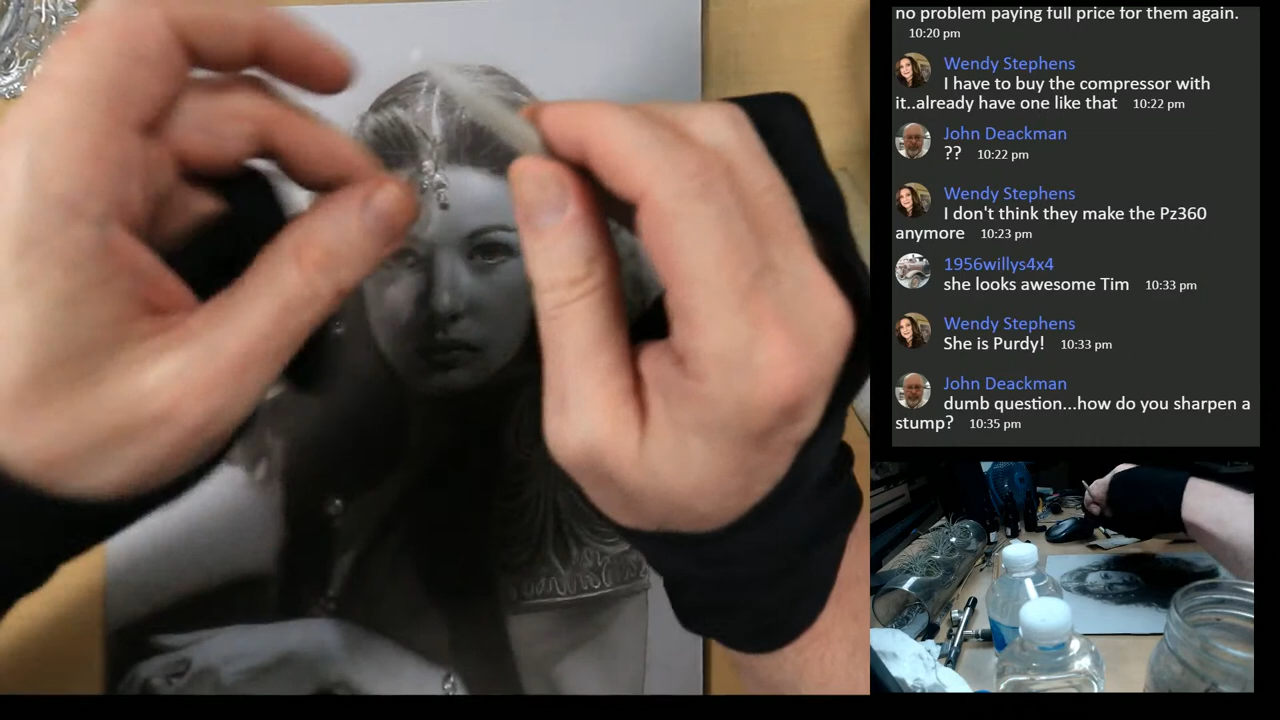 no problem paying full price for them again.
10:20 pm
Wendy Stephens
I have to buy the compressor with
it..already have one like that 10:22 pm
John Deackman
?? 10:22 pm
Wendy Stephens
I don't think they make the Pz360
anymore 10:23 pm
1956willys4x4
she looks awesome Tim 10:33 pm
Wendy Stephens
She is Purdy! 10:33 pm
John Deackman
dumb question...how do you sharpen a
stump? 10:35 pm